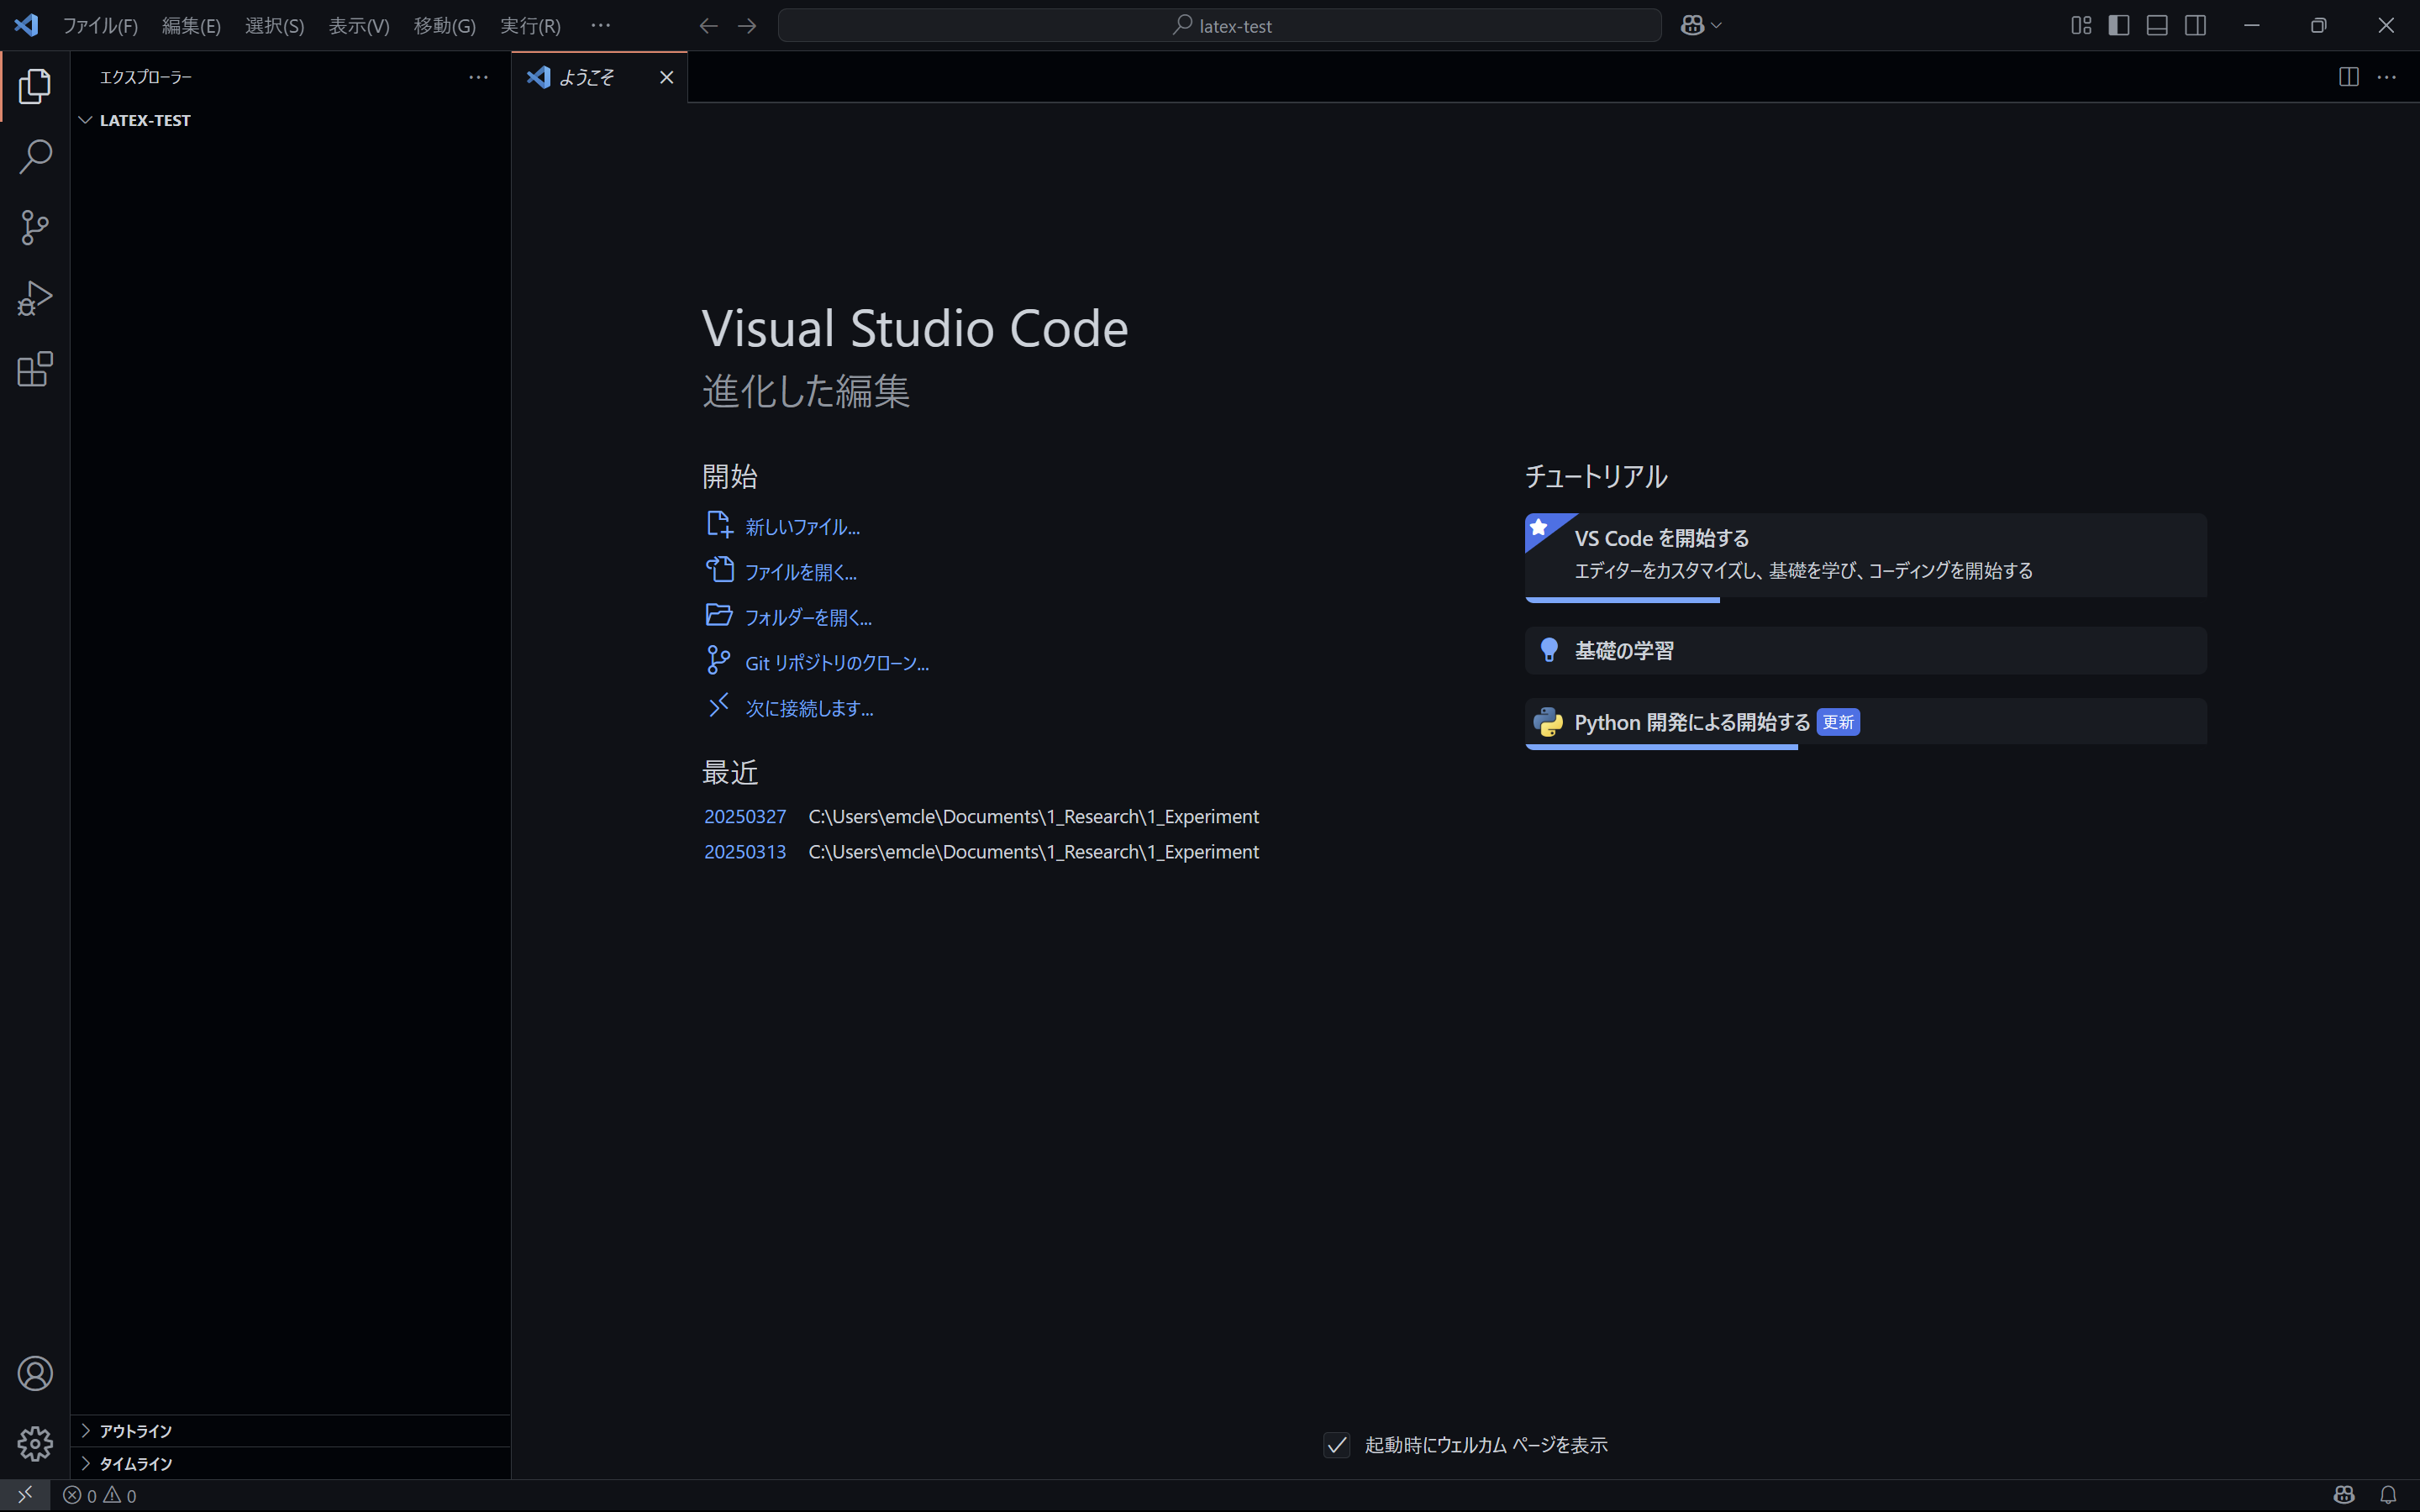 ファイル(F) 編集(E) 選択(S) 表示(V) 移動(G) 実行(R) ··· latex-test
エクスプローラー ···
ようこそ
LATEX-TEST
Visual Studio Code
進化した編集
開始
新しいファイル...
ファイルを開く...
フォルダーを開く...
Git リポジトリのクローン...
次に接続します...
最近
20250327 C:\Users\emcle\Documents\1_Research\1_Experiment
20250313 C:\Users\emcle\Documents\1_Research\1_Experiment
チュートリアル
VS Code を開始する
エディターをカスタマイズし、基礎を学び、コーディングを開始する
基礎の学習
Python 開発による開始する 更新
起動時にウェルカム ページを表示
アウトライン
タイムライン
0 0